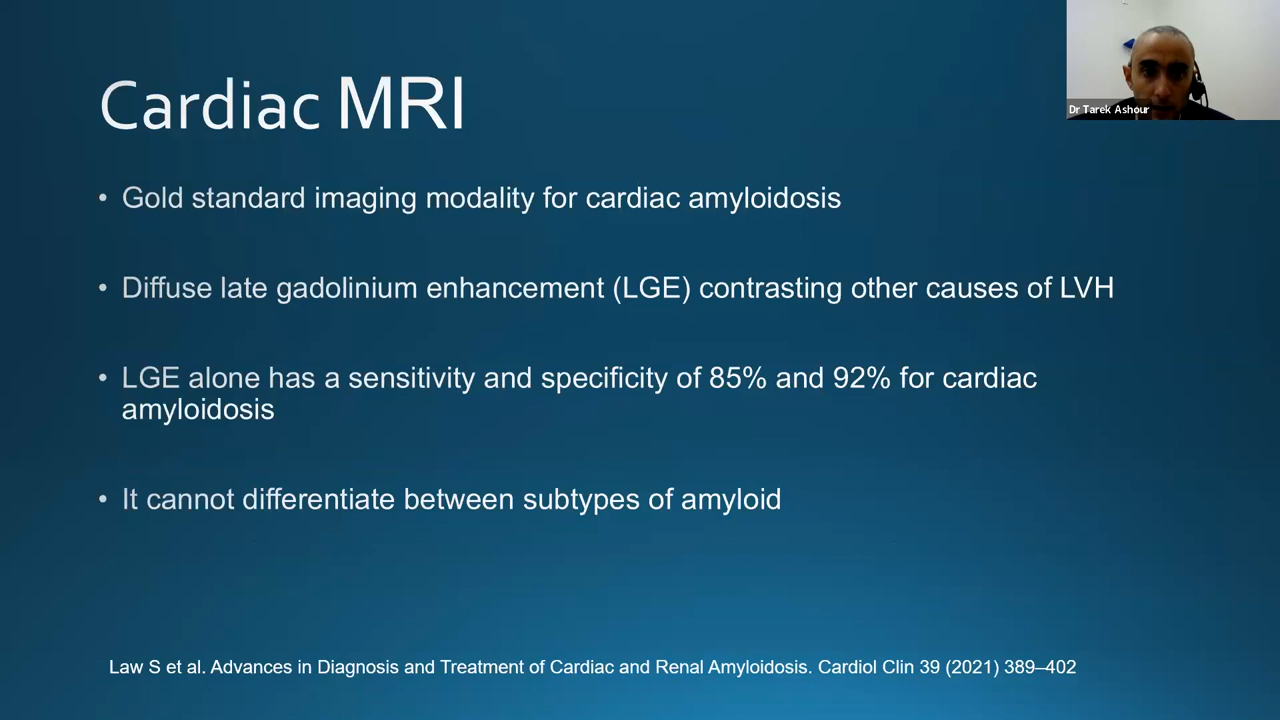 Cardiac MRI
Dr Tarek Ashour
• Gold standard imaging modality for cardiac amyloidosis
• Diffuse late gadolinium enhancement (LGE) contrasting other causes of LVH
• LGE alone has a sensitivity and specificity of 85% and 92% for cardiac
amyloidosis
• It cannot differentiate between subtypes of amyloid
Law S et al. Advances in Diagnosis and Treatment of Cardiac and Renal Amyloidosis. Cardiol Clin 39 (2021) 389–402